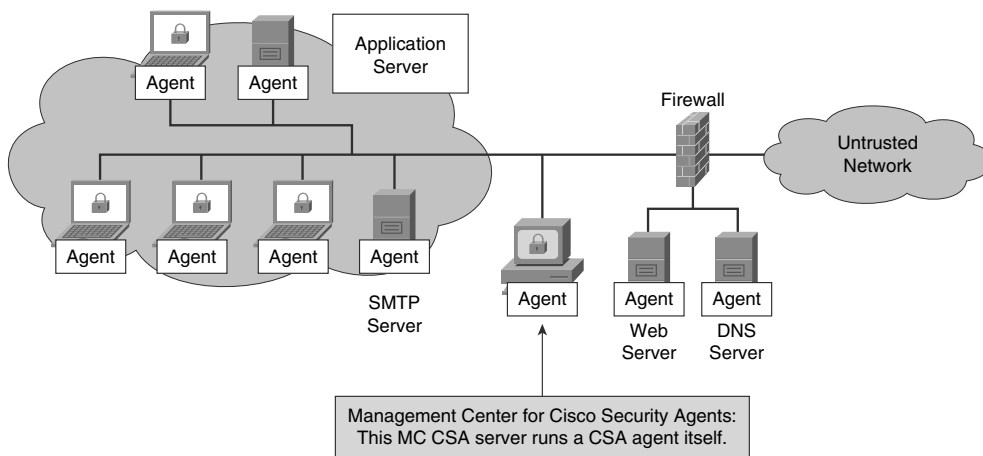 Application
Server
Agent
Agent
Firewall
Untrusted
Network
Agent
Agent
Agent
Agent
SMTP
Server
Agent
Agent
Web
Server
Agent
DNS
Server
Management Center for Cisco Security Agents:
This MC CSA server runs a CSA agent itself.